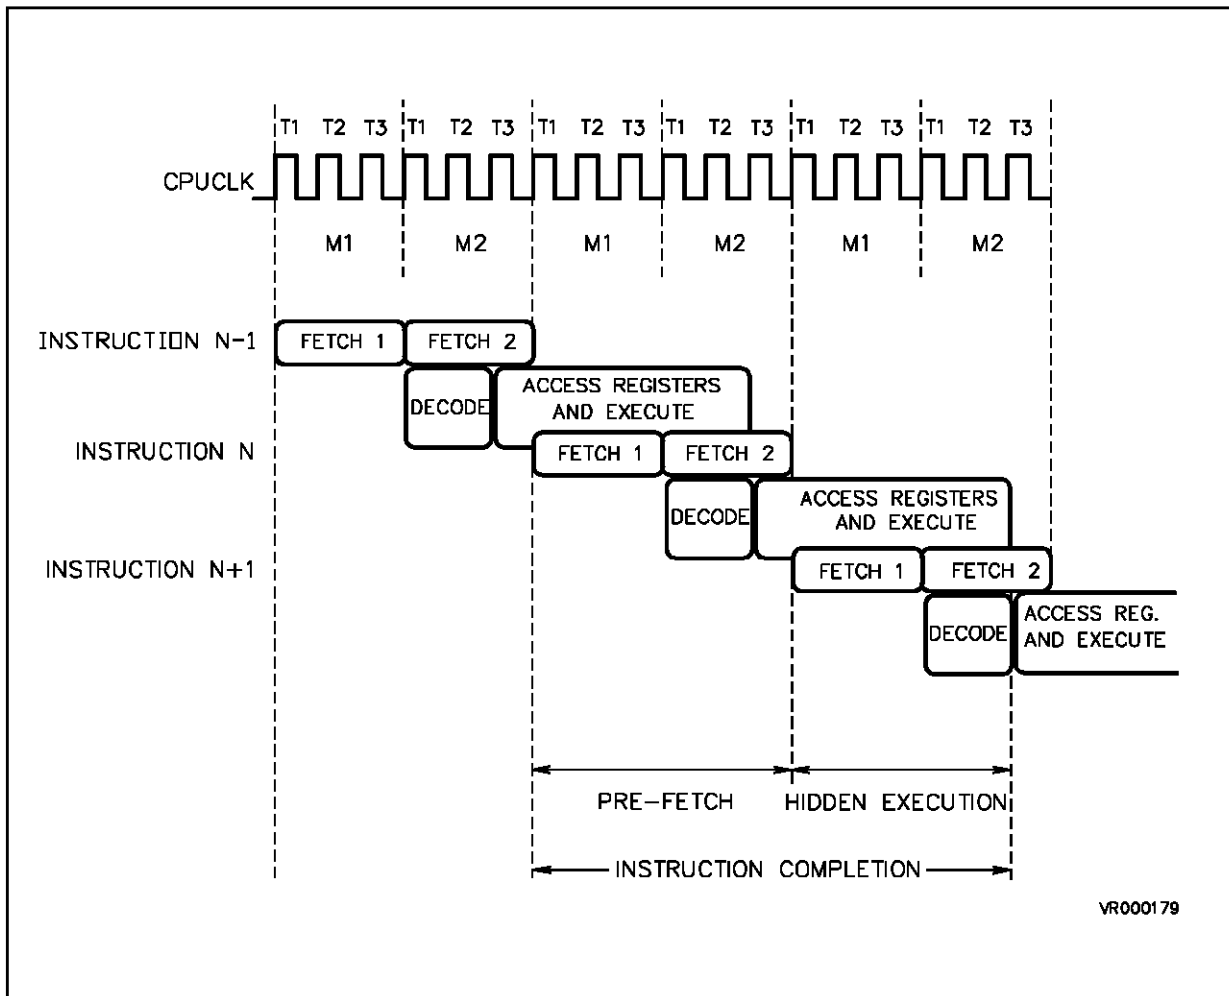 T1 T2 T3 T1 T2 T3 T1 T2 T3 T1 T2 T3 T1 T2 T3 T1 T2 T3
CPUCLK
M1 M2 M1 M2 M1 M2
INSTRUCTION N-1 FETCH 1 FETCH 2
DECODE
ACCESS REGISTERS
AND EXECUTE
INSTRUCTION N FETCH 1 FETCH 2
DECODE
ACCESS REGISTERS
AND EXECUTE
INSTRUCTION N+1 FETCH 1 FETCH 2
DECODE
ACCESS REG.
AND EXECUTE
PRE-FETCH HIDDEN EXECUTION
INSTRUCTION COMPLETION
VR000179